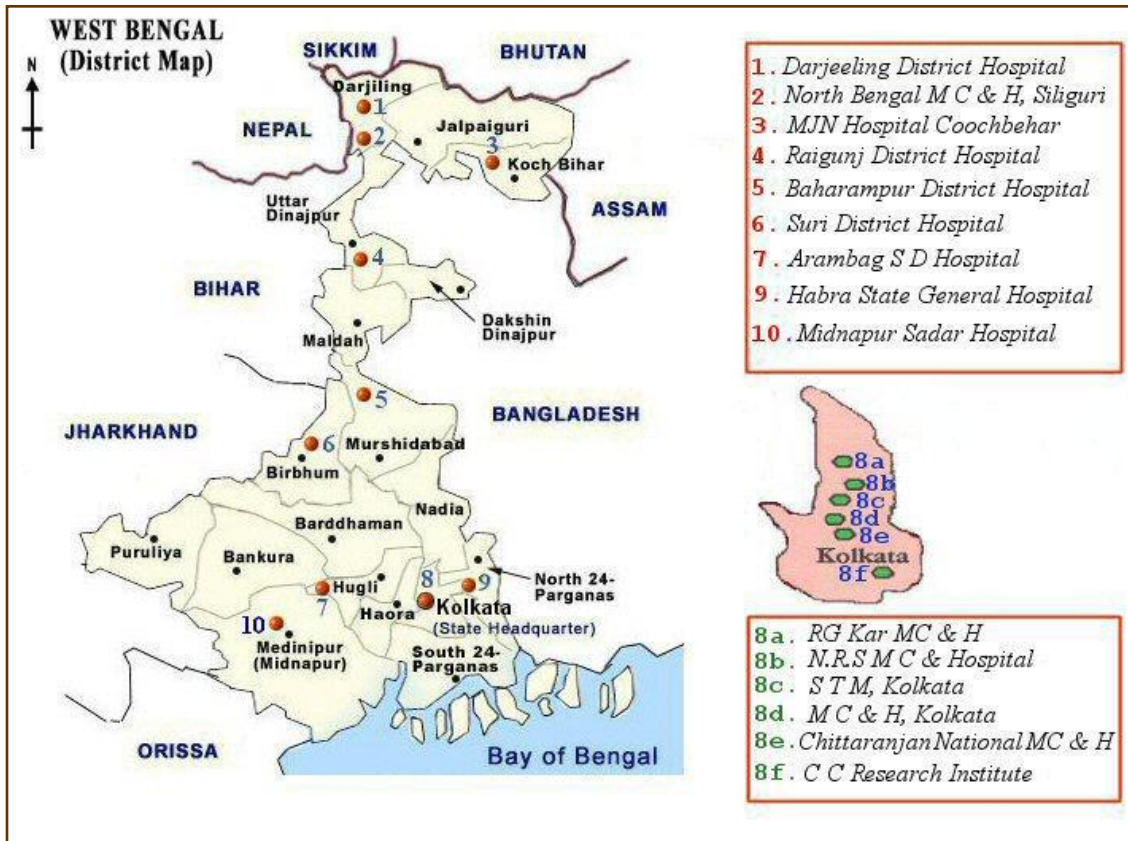 WEST BENGAL
(District Map)
N
SIKKIM
BHUTAN
Darjiling
1
NEPAL
2
Jalpaiguri
3
Koch Bihar
Uttar
Dinajpur
ASSAM
4
BIHAR
Dakshin
Dinajpur
Maldah
5
BANGLADESH
JHARKHAND
6
Murshidabad
Birbhum
Nadia
Barddhaman
Puruliya
Bankura
8
9
North 24-
Parganas
7
Hugli
Haora
Kolkata
(State Headquarter)
10
Medinipur
(Midnapur)
South 24-
Parganas
ORISSA
Bay of Bengal
1. Darjeeling District Hospital
2. North Bengal M C & H, Siliguri
3. MJN Hospital Coochbehar
4. Raigunj District Hospital
5. Baharampur District Hospital
6. Suri District Hospital
7. Arambag S D Hospital
9. Habra State General Hospital
10. Midnapur Sadar Hospital
8a
8b
8c
8d
8e
Kolkata
8f
8a. RG Kar MC & H
8b. N.R.S M C & Hospital
8c. S T M, Kolkata
8d. M C & H, Kolkata
8e. Chittaranjan National MC & H
8f. C C Research Institute